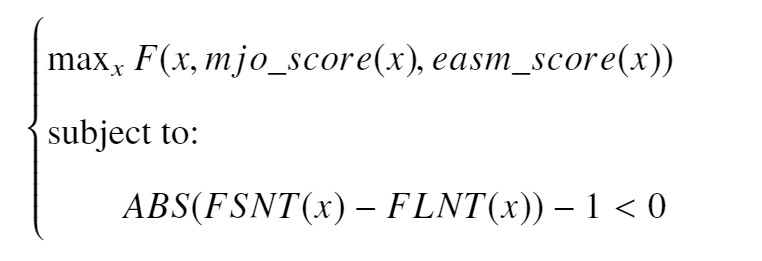 max_x F(x, mjo_score(x), easm_score(x))
subject to:
ABS(FSNT(x) − FLNT(x)) − 1 < 0